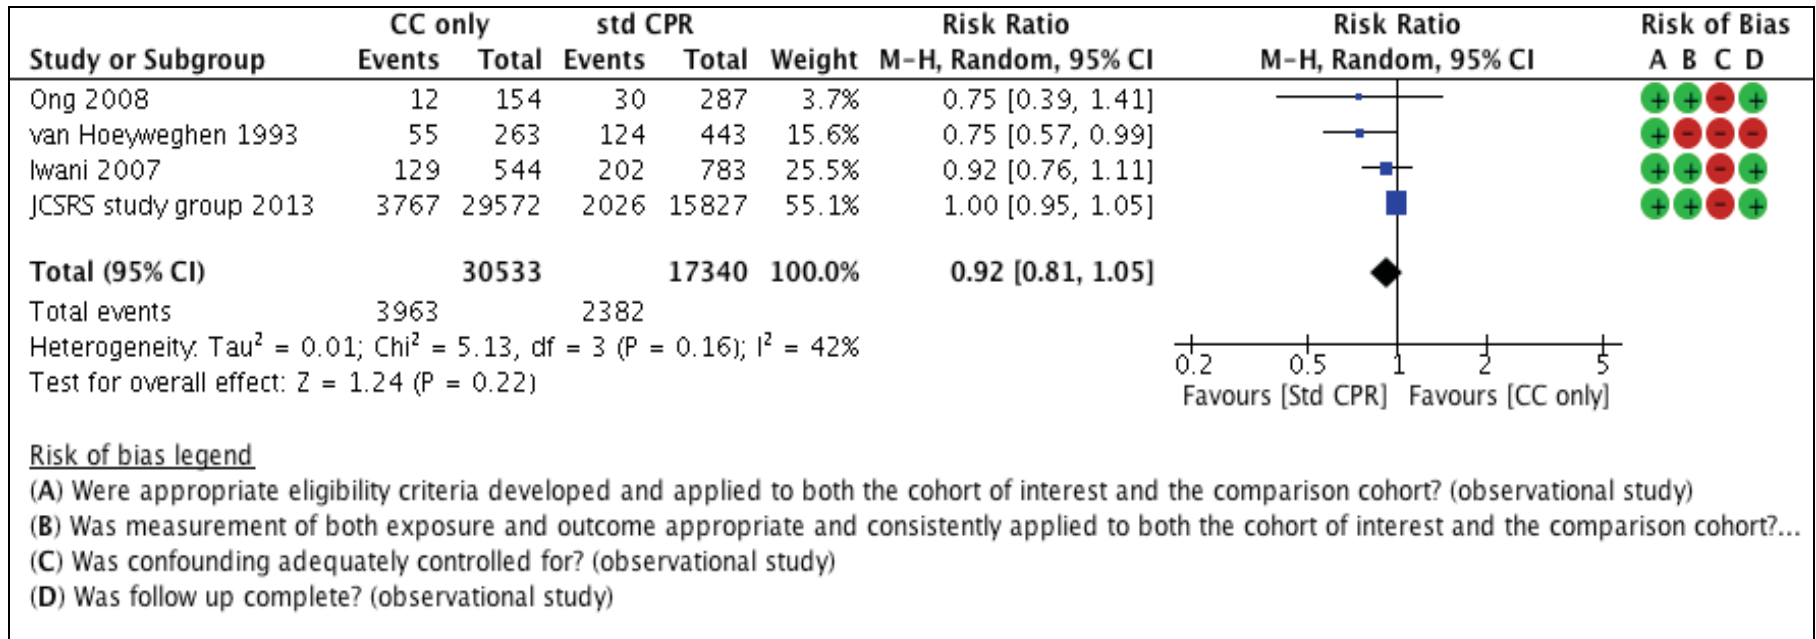 CC only std CPR Risk Ratio Risk Ratio Risk of Bias
Study or Subgroup Events Total Events Total Weight M-H, Random, 95% CI M-H, Random, 95% CI A B C D
Ong 2008 12 154 30 287 3.7% 0.75 [0.39, 1.41] + + - +
van Hoeyweghen 1993 55 263 124 443 15.6% 0.75 [0.57, 0.99] + - - -
Iwani 2007 129 544 202 783 25.5% 0.92 [0.76, 1.11] + + - +
JCSRS study group 2013 3767 29572 2026 15827 55.1% 1.00 [0.95, 1.05] + + - +
Total (95% CI) 30533 17340 100.0% 0.92 [0.81, 1.05]
Total events 3963 2382
Heterogeneity: Tau² = 0.01; Chi² = 5.13, df = 3 (P = 0.16); I² = 42%
Test for overall effect: Z = 1.24 (P = 0.22)
0.2 0.5 1 2 5
Favours [Std CPR] Favours [CC only]
Risk of bias legend
(A) Were appropriate eligibility criteria developed and applied to both the cohort of interest and the comparison cohort? (observational study)
(B) Was measurement of both exposure and outcome appropriate and consistently applied to both the cohort of interest and the comparison cohort?...
(C) Was confounding adequately controlled for? (observational study)
(D) Was follow up complete? (observational study)